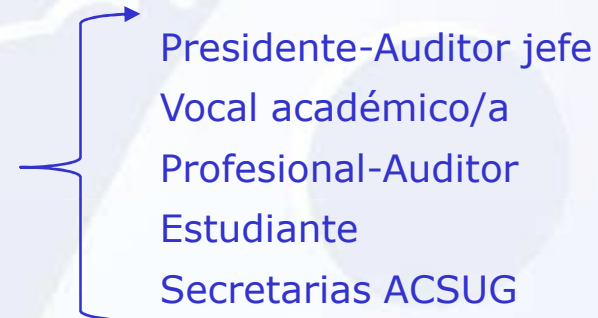 Presidente-Auditor jefe
Vocal académico/a
Profesional-Auditor
Estudiante
Secretarias ACSUG